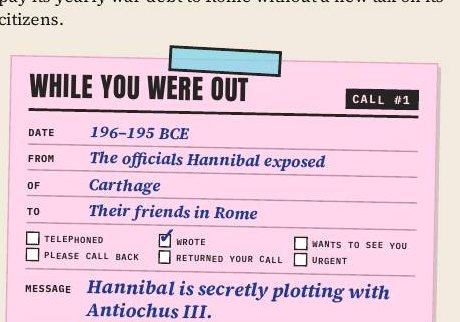 pay its yearly war debt to Rome without a new tax on its
citizens.
WHILE YOU WERE OUT
CALL #1
DATE 196–195 BCE
FROM The officials Hannibal exposed
OF Carthage
TO Their friends in Rome
TELEPHONED WROTE WANTS TO SEE YOU
PLEASE CALL BACK RETURNED YOUR CALL URGENT
MESSAGE Hannibal is secretly plotting with
Antiochus III.